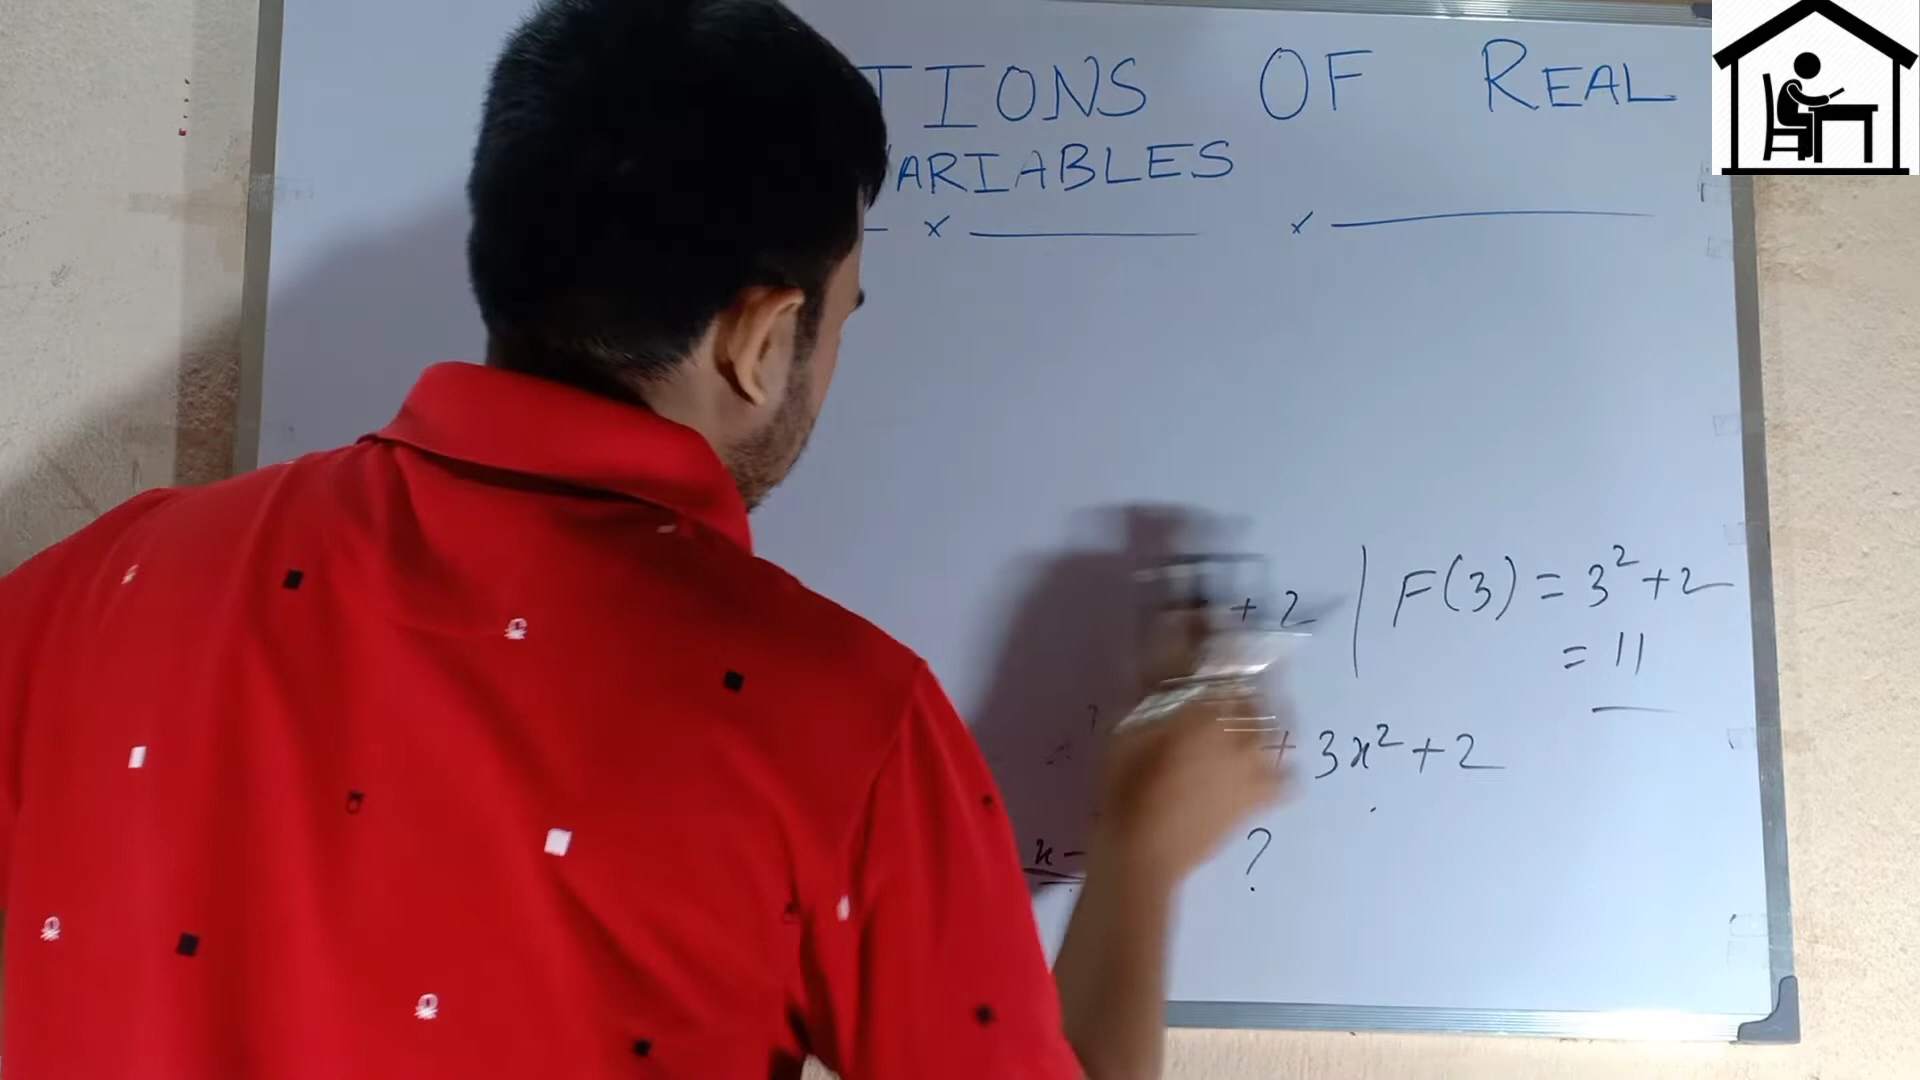 TIONS OF REAL
VARIABLES
+ 2 | F(3) = 3² + 2
= 11
+ 3x² + 2
x - ?